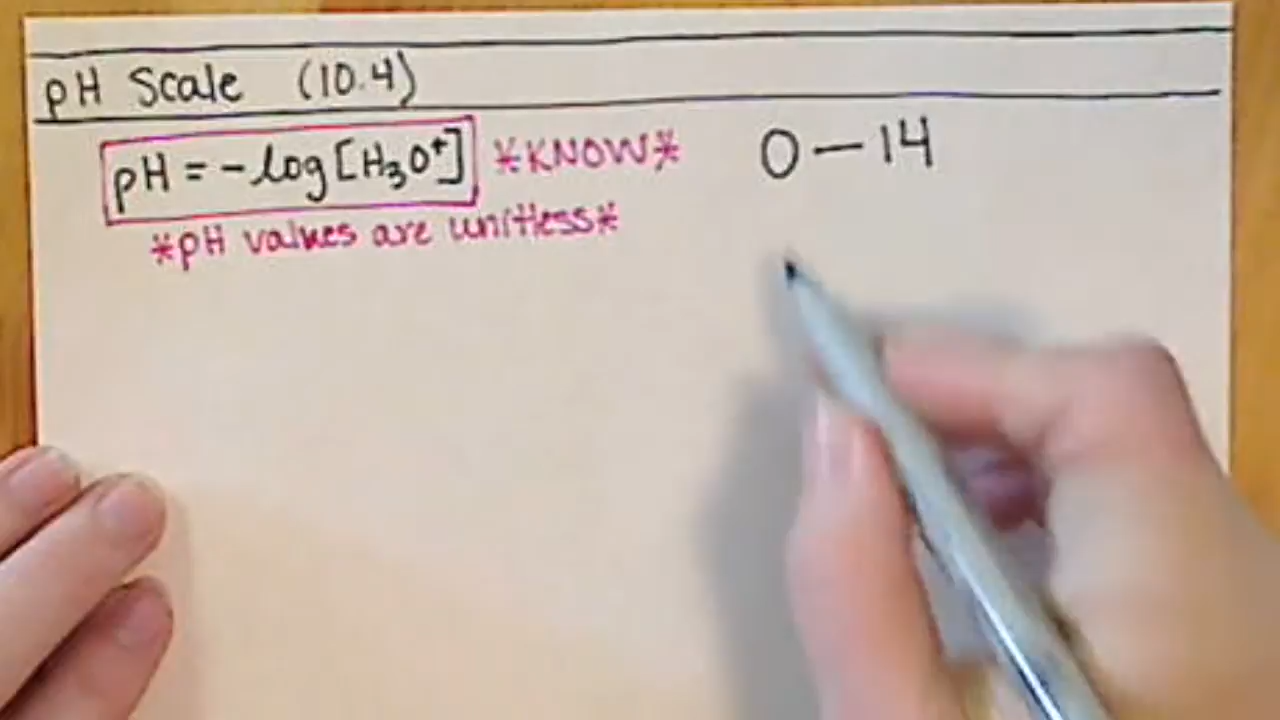 pH Scale (10.4)
pH = -log[H₃O⁺] *KNOW* 0-14
*pH values are unitless*